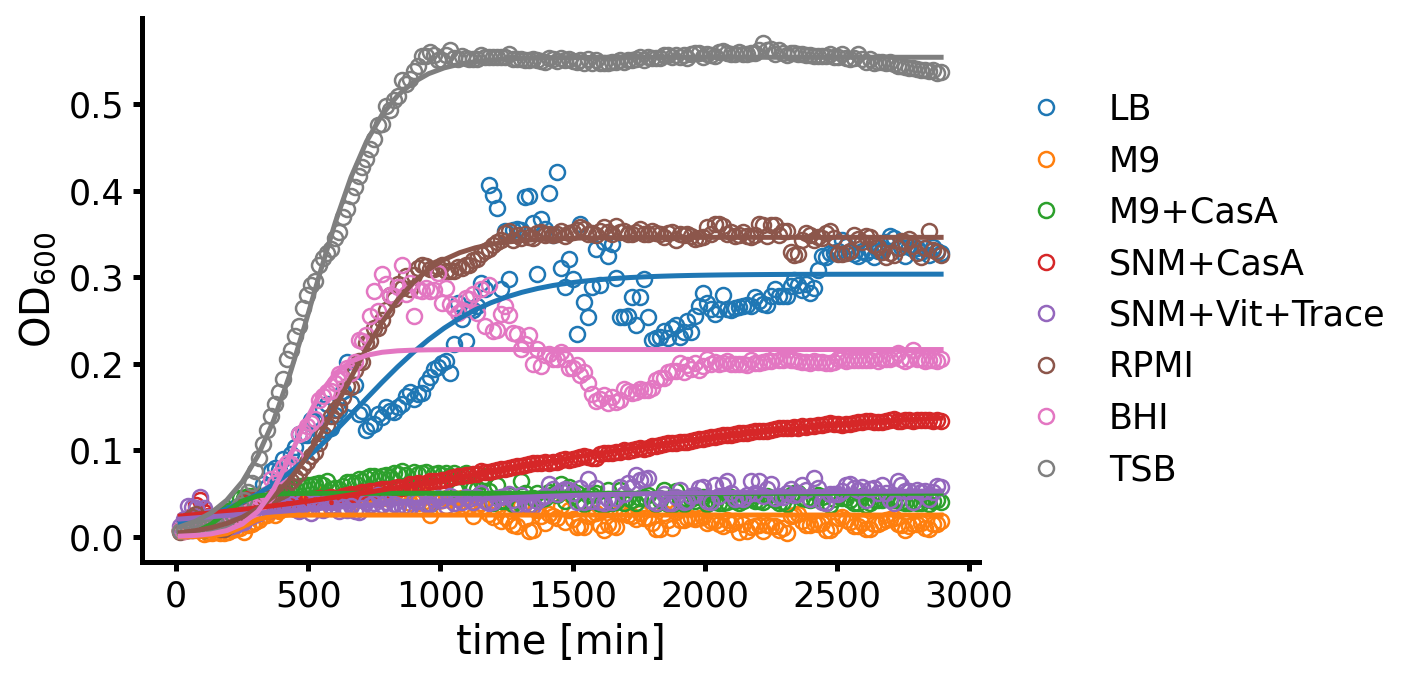 OD600
0.5
0.4
0.3
0.2
0.1
0.0
0 500 1000 1500 2000 2500 3000
time [min]
LB
M9
M9+CasA
SNM+CasA
SNM+Vit+Trace
RPMI
BHI
TSB